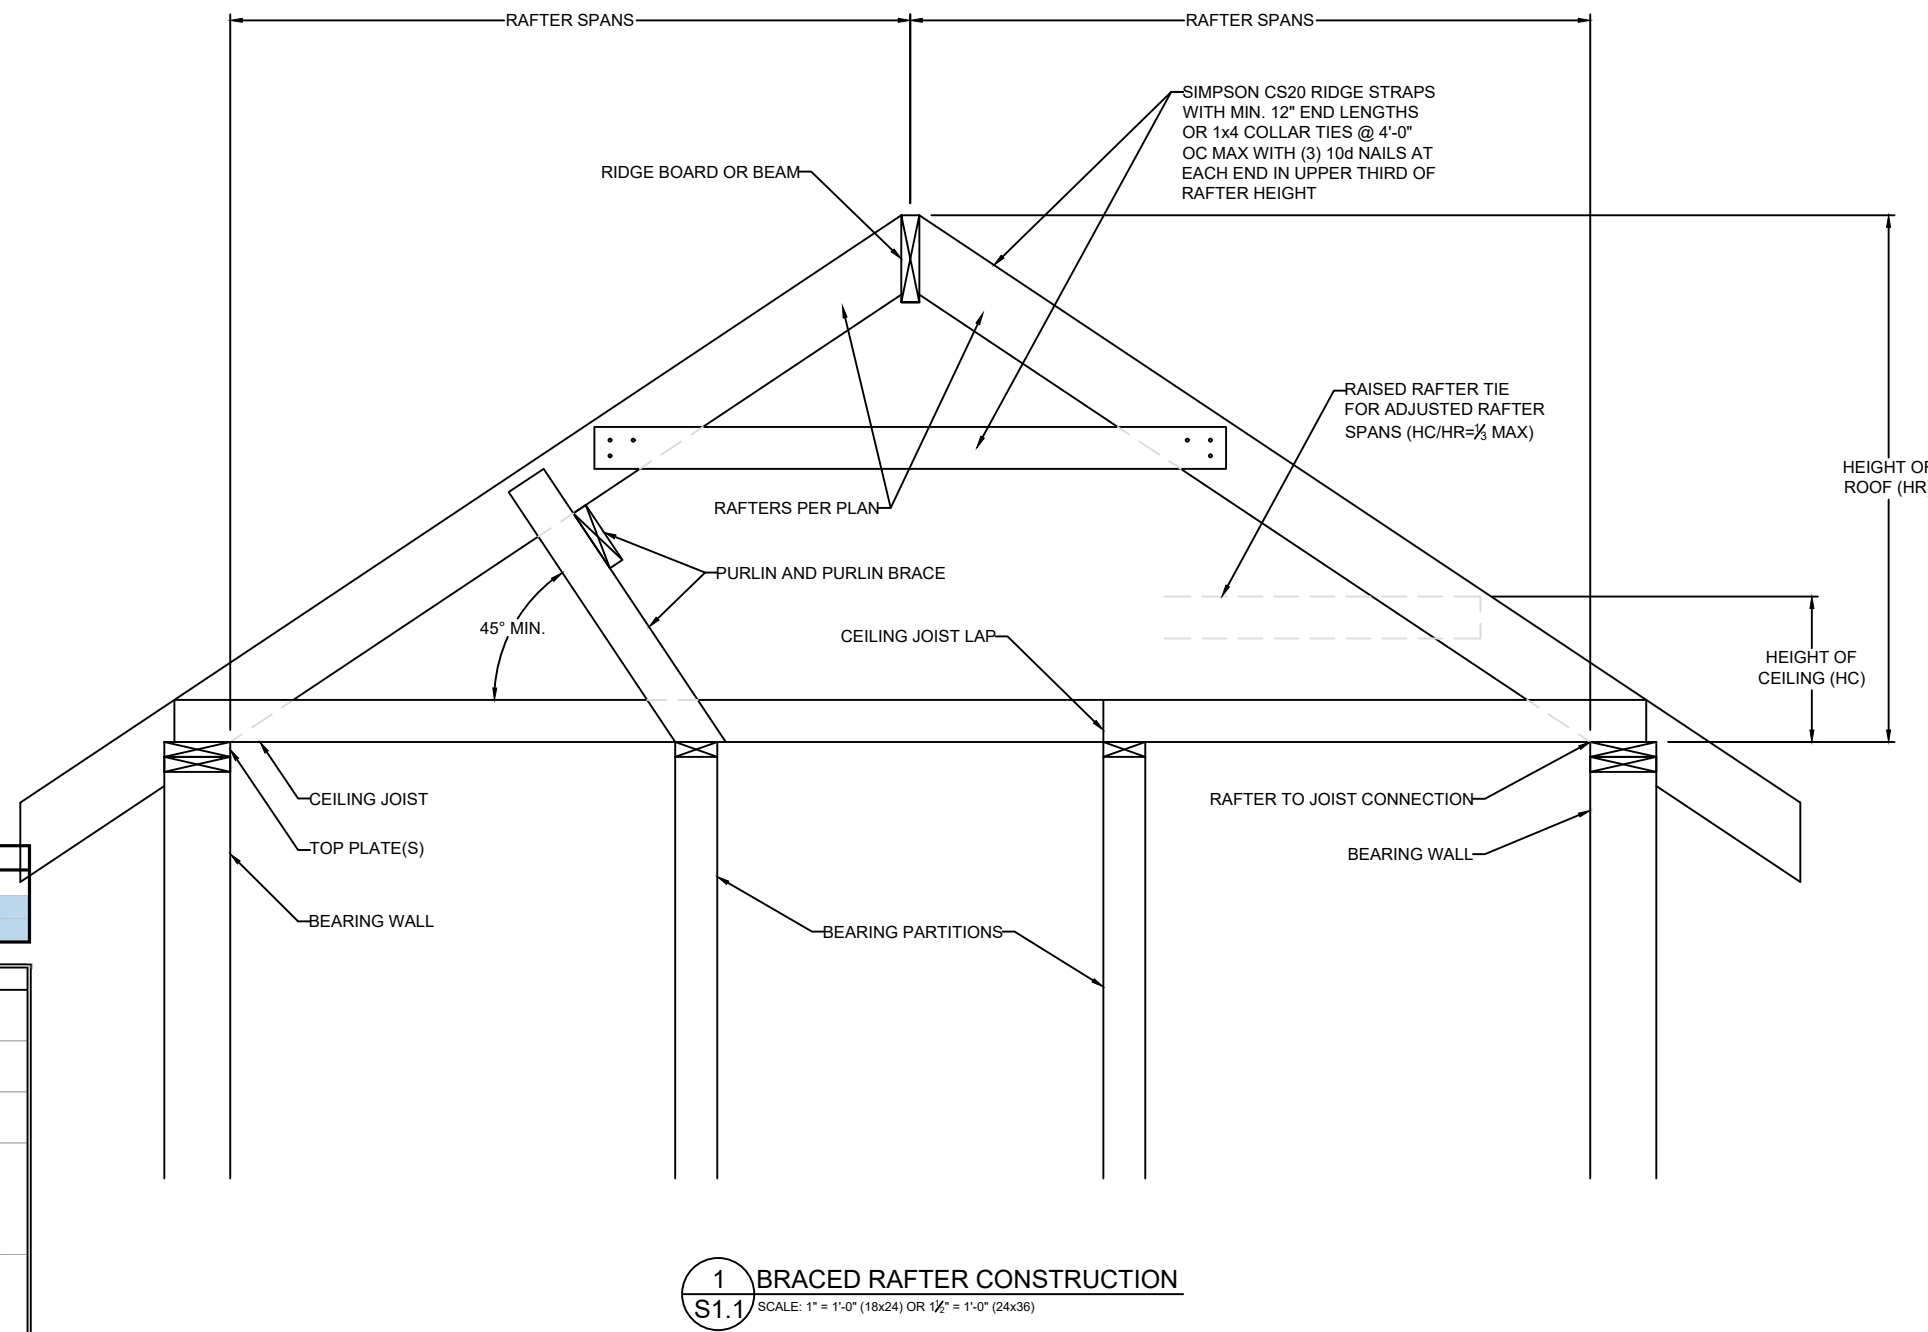 RAFTER SPANS
RAFTER SPANS
SIMPSON CS20 RIDGE STRAPS
WITH MIN. 12" END LENGTHS
OR 1x4 COLLAR TIES @ 4'-0"
OC MAX WITH (3) 10d NAILS AT
EACH END IN UPPER THIRD OF
RAFTER HEIGHT
RIDGE BOARD OR BEAM
RAISED RAFTER TIE
FOR ADJUSTED RAFTER
SPANS (HC/HR=⅓ MAX)
HEIGHT OF
ROOF (HR
RAFTERS PER PLAN
PURLIN AND PURLIN BRACE
45° MIN.
CEILING JOIST LAP
HEIGHT OF
CEILING (HC)
CEILING JOIST
RAFTER TO JOIST CONNECTION
TOP PLATE(S)
BEARING WALL
BEARING WALL
BEARING PARTITIONS
1
S1.1
BRACED RAFTER CONSTRUCTION
SCALE: 1" = 1'-0" (18x24) OR 1½" = 1'-0" (24x36)